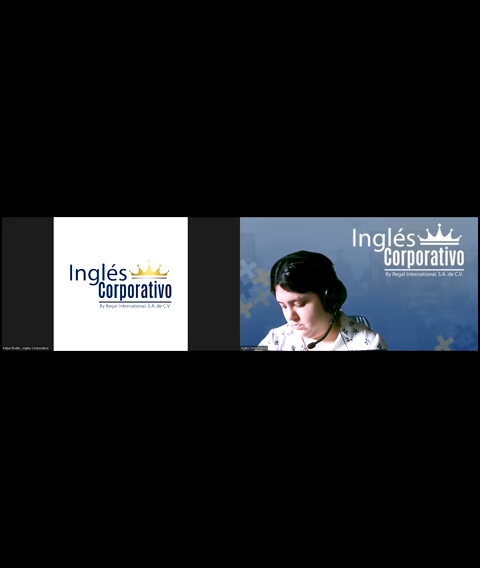 Inglés
Corporativo
By Regal International, S.A. de C.V.
Inglés
Corporativo
By Regal International, S.A. de C.V.